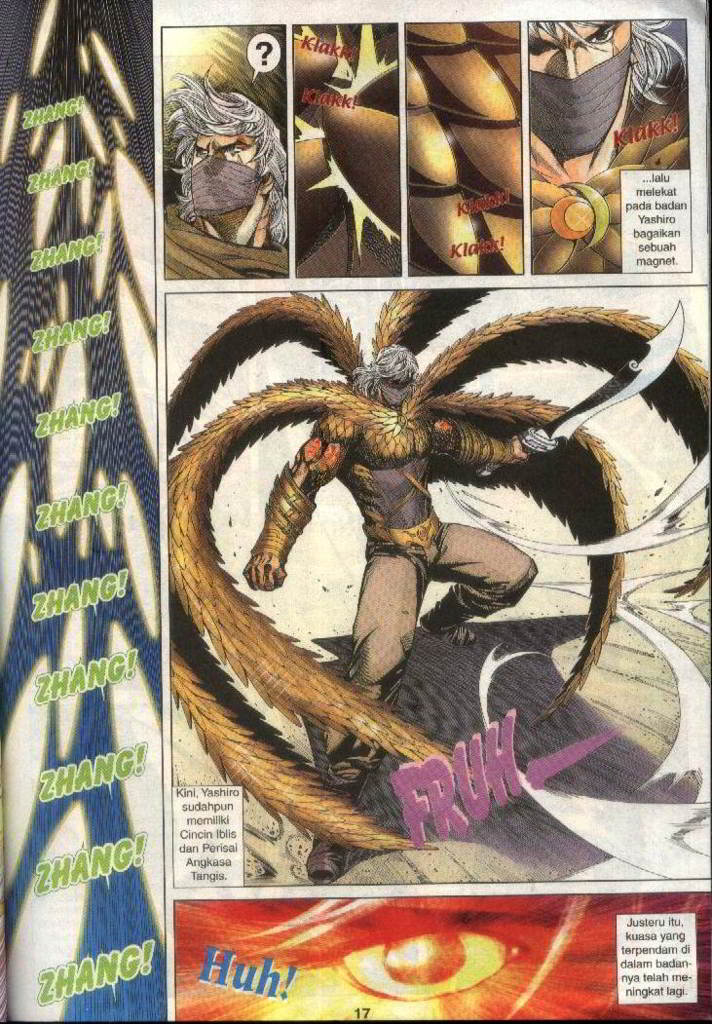 ZHANG!
ZHANG!
ZHANG!
ZHANG!
ZHANG!
ZHANG!
ZHANG!
ZHANG!
ZHANG!
ZHANG!
ZHANG!
?
Klakk!
Klakk!
Klakk!
Klakk!
Klakk!
...lalu
melekat
pada badan
Yashiro
bagaikan
sebuah
magnet.
FRUH
Kini, Yashiro
sudahpun
memiliki
Cincin Iblis
dan Perisai
Angkasa
Tangis.
Huh!
Justeru itu,
kuasa yang
terpendam di
dalam badan-
nya telah me-
ningkat lagi.
17